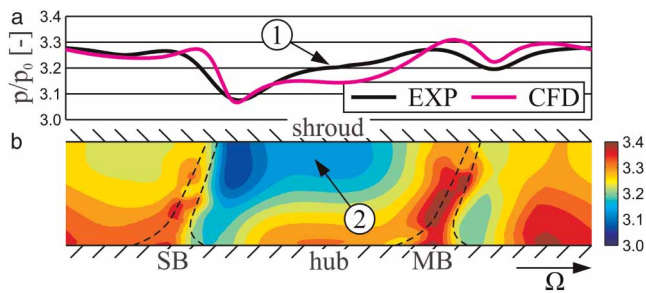 a
3.4
3.3
3.2
3.1
3.0
p/p₀ [-]
1
EXP CFD
shroud
b
2
3.4
3.3
3.2
3.1
3.0
SB hub MB
Ω